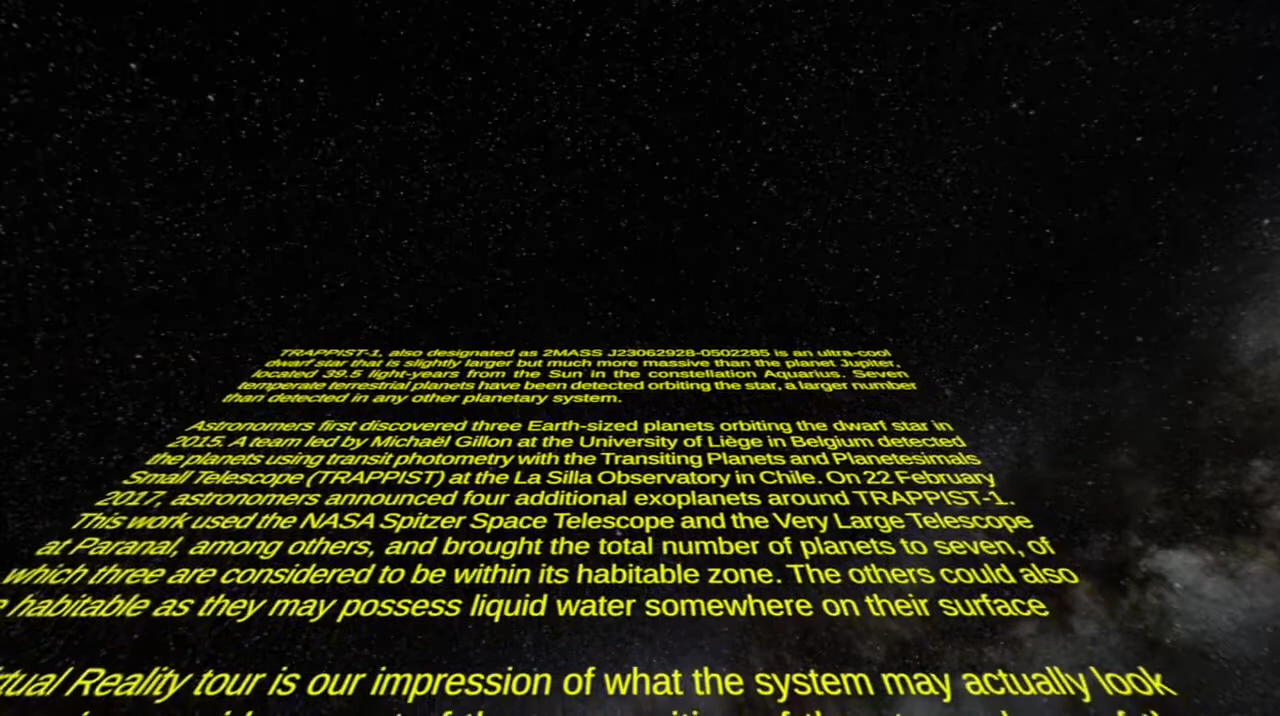 TRAPPIST-1, also designated as 2MASS J23062928-0502285 is an ultra-cool
dwarf star that is slightly larger but much more massive than the planet Jupiter,
located 39.5 light-years from the Sun in the constellation Aquarius. Seven
temperate terrestrial planets have been detected orbiting the star, a larger number
than detected in any other planetary system.
Astronomers first discovered three Earth-sized planets orbiting the dwarf star in
2015. A team led by Michaël Gillon at the University of Liège in Belgium detected
the planets using transit photometry with the Transiting Planets and Planetesimals
Small Telescope (TRAPPIST) at the La Silla Observatory in Chile. On 22 February
2017, astronomers announced four additional exoplanets around TRAPPIST-1.
This work used the NASA Spitzer Space Telescope and the Very Large Telescope
at Paranal, among others, and brought the total number of planets to seven, of
which three are considered to be within its habitable zone. The others could also
habitable as they may possess liquid water somewhere on their surface
Reality tour is our impression of what the system may actually look